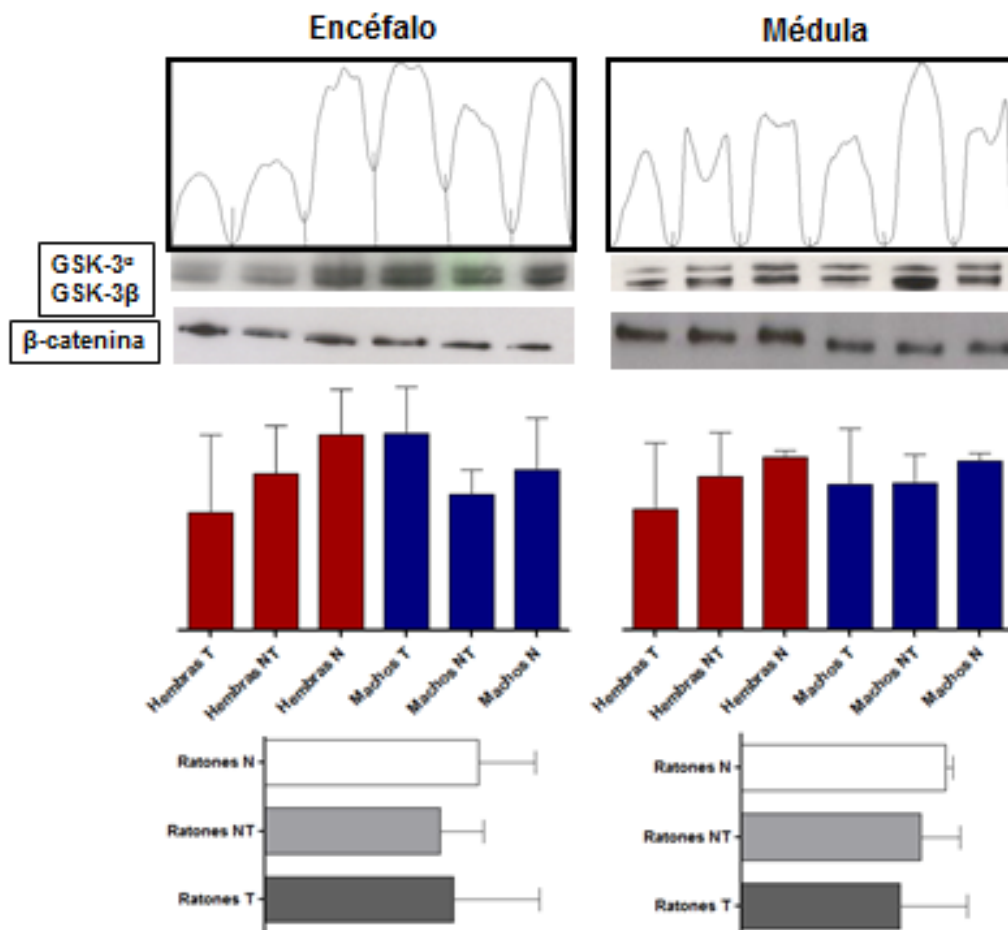 Encéfalo
Médula
GSK-3α
GSK-3β
β-catenina
Hembras T
Hembras NT
Hembras N
Machos T
Machos NT
Machos N
Hembras T
Hembras NT
Hembras N
Machos T
Machos NT
Machos N
Ratones N
Ratones NT
Ratones T
Ratones N
Ratones NT
Ratones T